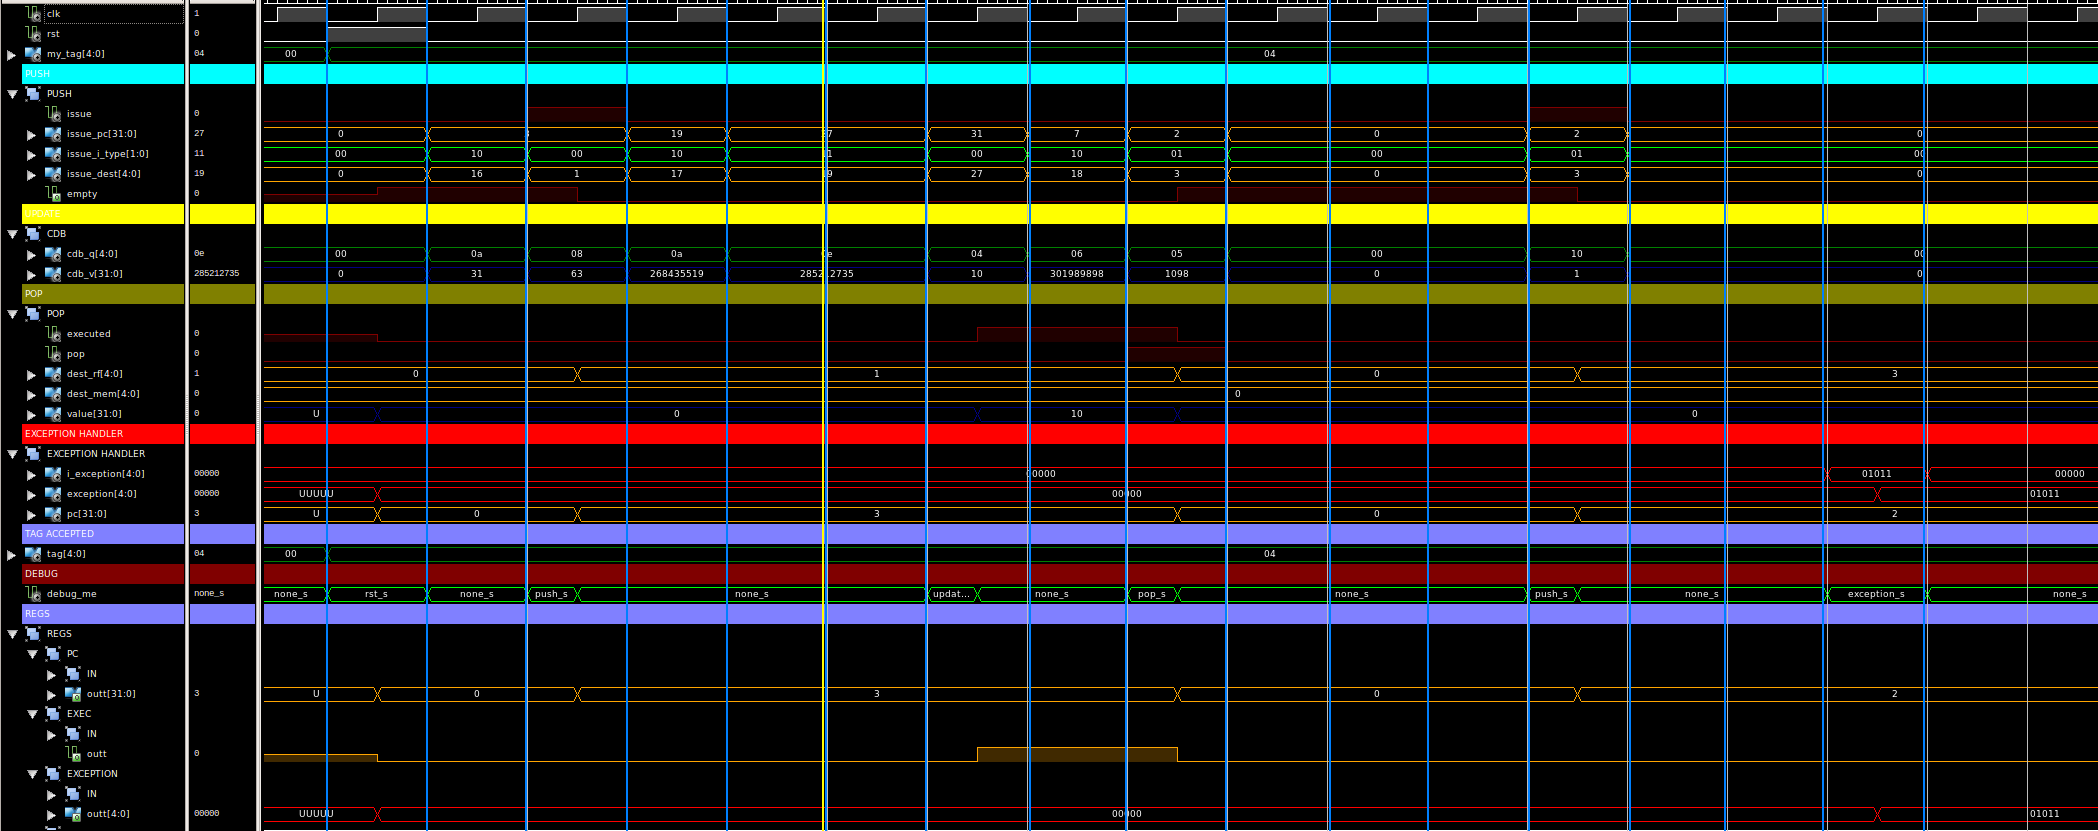 clk 1
rst 0
my_tag[4:0] 04 00 04
PUSH
PUSH
issue 0
issue_pc[31:0] 27 0 19 31 7 2 0 2 0
issue_i_type[1:0] 11 00 10 00 10 00 10 01 00 01 00
issue_dest[4:0] 19 0 16 1 17 27 18 3 0 3 0
empty 0
UPDATE
CDB
cdb_q[4:0] 0e 00 0a 08 0a 04 06 05 00 10 00
cdb_v[31:0] 285212735 0 31 63 268435519 285212735 10 301989898 1098 0 1 0
POP
POP
executed 0
pop 0
dest_rf[4:0] 1 0 1 0 3
dest_mem[4:0] 0 0
value[31:0] 0 U 0 10 0
EXCEPTION HANDLER
EXCEPTION HANDLER
i_exception[4:0] 00000 00000 01011 00000
exception[4:0] 00000 UUUUU 00000 01011
pc[31:0] 3 U 0 3 0 2
TAG ACCEPTED
tag[4:0] 04 00 04
DEBUG
debug_me none_s none_s rst_s none_s push_s none_s updat... none_s pop_s none_s push_s none_s exception_s none_s
REGS
REGS
PC
IN
outt[31:0] 3 U 0 3 0 2
EXEC
IN
outt 0
EXCEPTION
IN
outt[4:0] 00000 UUUUU 00000 01011